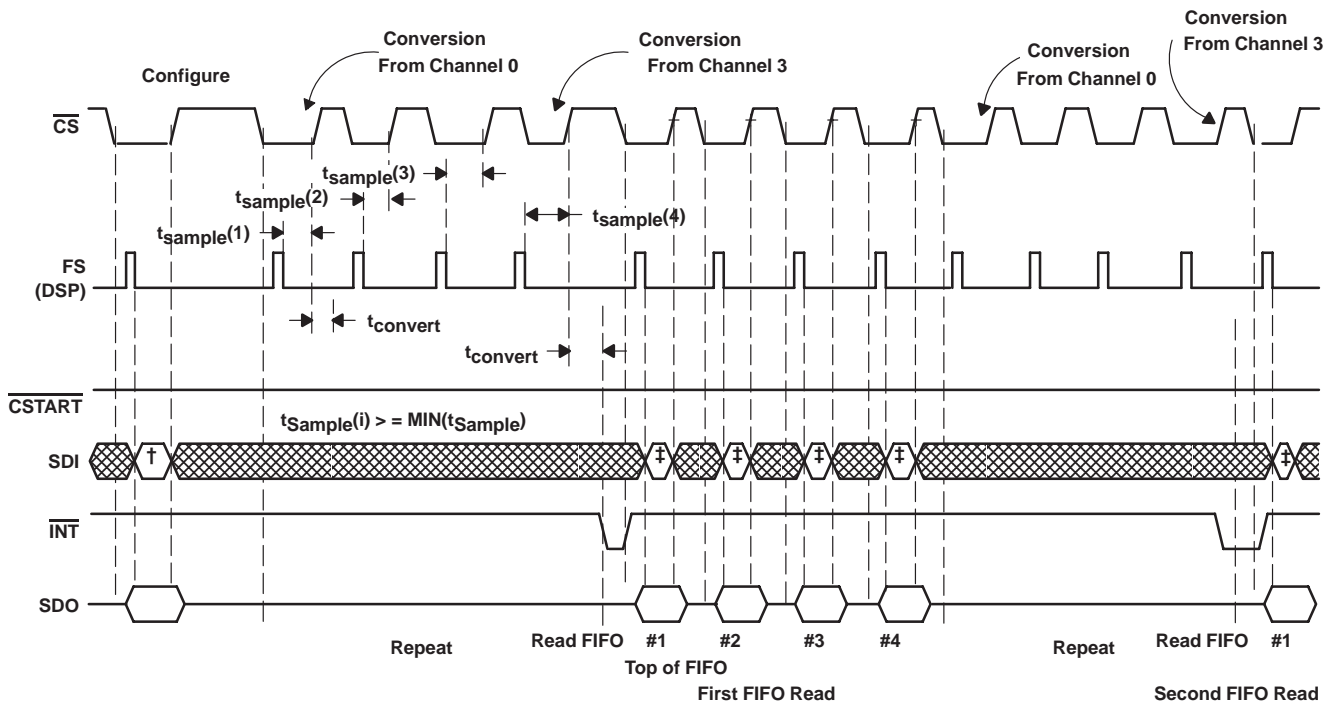 Conversion
From Channel 0
Conversion
From Channel 3
Conversion
From Channel 0
Conversion
From Channel 3
Configure
CS
tsample(3)
tsample(2)
tsample(4)
tsample(1)
FS
(DSP)
tconvert
tconvert
CSTART
tSample(i) > = MIN(tSample)
SDI
†
‡
‡
‡
‡
‡
INT
SDO
Repeat
Read FIFO
#1
#2
#3
#4
Repeat
Read FIFO
#1
Top of FIFO
First FIFO Read
Second FIFO Read